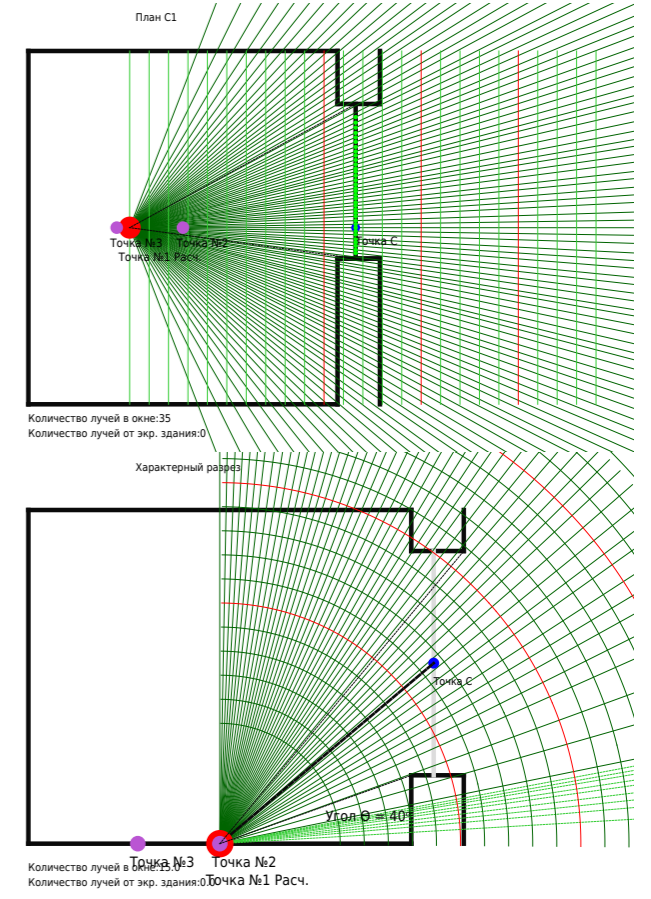 План C1
Точка №3
Точка №2
Точка C
Точка №1 Расч.
Количество лучей в окне:35
Количество лучей от экр. здания:0
Характерный разрез
Точка C
Угол Θ = 40°
Точка №3
Точка №2
Количество лучей в окне:15.0
Количество лучей от экр. здания:0.0
Точка №1 Расч.